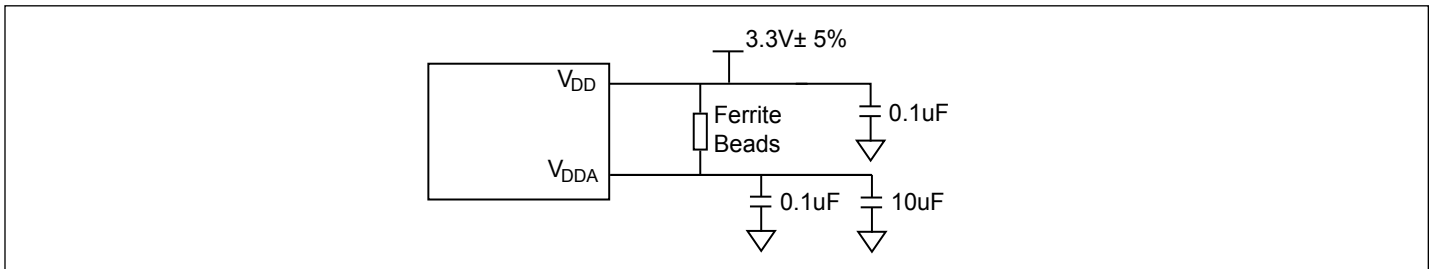 3.3V± 5%
VDD
Ferrite
Beads
0.1uF
VDDA
0.1uF
10uF